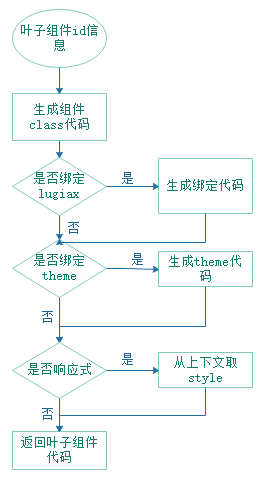 叶子组件id信
息
生成组件
class代码
是否绑定
lugiax
是
生成绑定代码
否
是否绑定
theme
是
生成theme代
码
否
是否响应式
是
从上下文取
style
否
返回叶子组件
代码